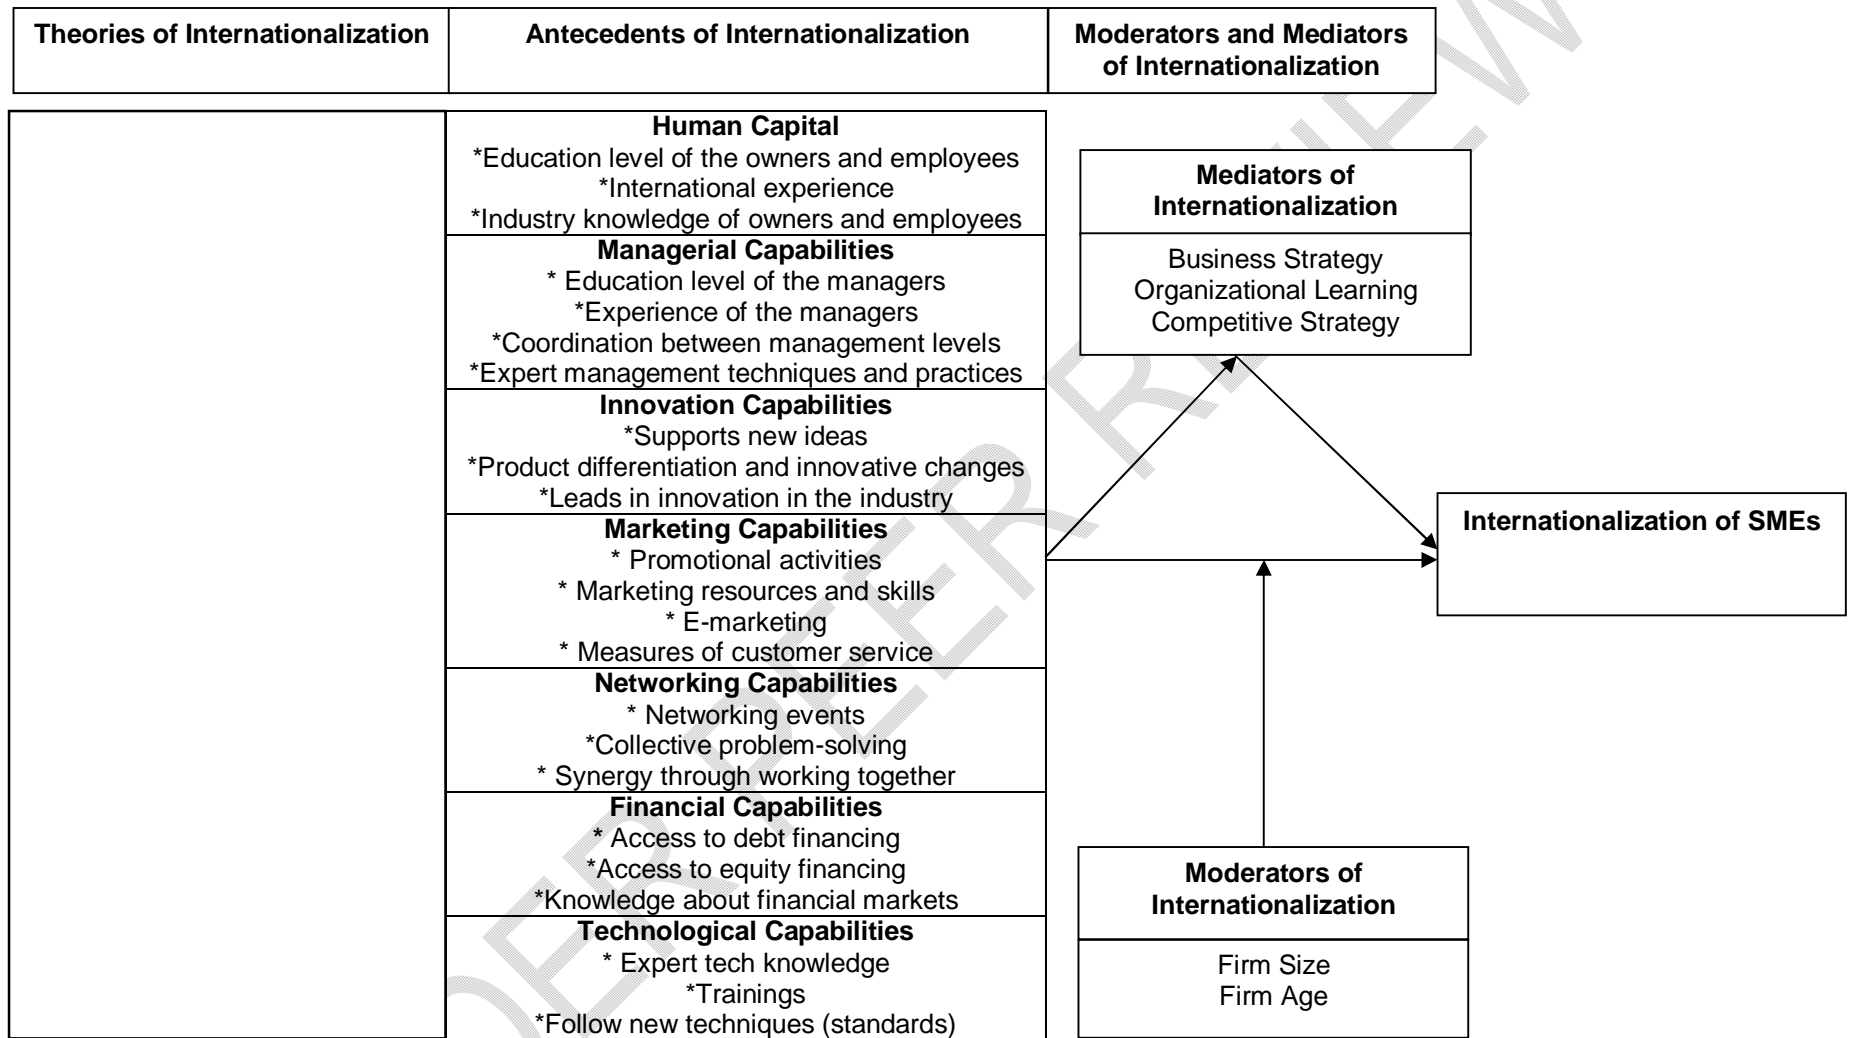 Theories of Internationalization
Antecedents of Internationalization
Moderators and Mediators
of Internationalization
Human Capital
*Education level of the owners and employees
*International experience
*Industry knowledge of owners and employees
Managerial Capabilities
* Education level of the managers
*Experience of the managers
*Coordination between management levels
*Expert management techniques and practices
Innovation Capabilities
*Supports new ideas
*Product differentiation and innovative changes
*Leads in innovation in the industry
Marketing Capabilities
* Promotional activities
* Marketing resources and skills
* E-marketing
* Measures of customer service
Networking Capabilities
* Networking events
*Collective problem-solving
* Synergy through working together
Financial Capabilities
* Access to debt financing
*Access to equity financing
*Knowledge about financial markets
Technological Capabilities
* Expert tech knowledge
*Trainings
*Follow new techniques (standards)
Mediators of
Internationalization
Business Strategy
Organizational Learning
Competitive Strategy
Internationalization of SMEs
Moderators of
Internationalization
Firm Size
Firm Age
DER PEER REVIEW